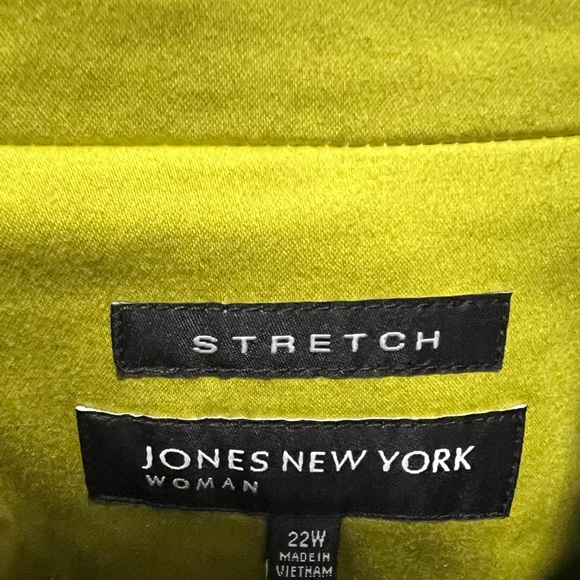 STRETCH
JONES NEW YORK
WOMAN
22W
MADE IN
VIETNAM